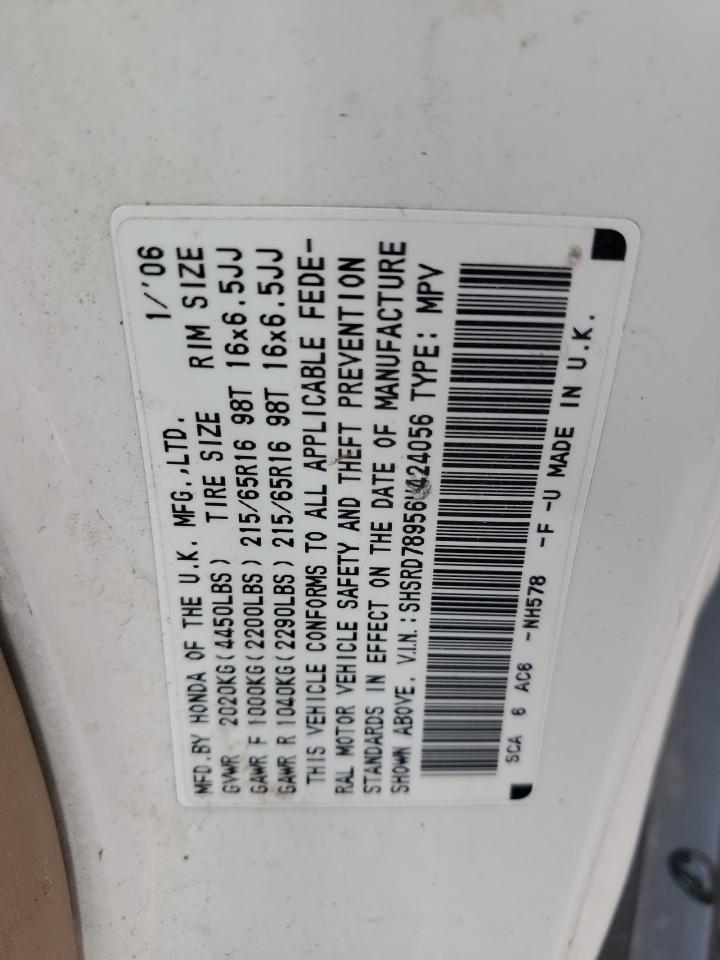 MFD.BY HONDA OF THE U.K. MFG.,LTD. 1/'06
GVWR 2020KG(4450LBS) TIRE SIZE RIM SIZE
GAWR F 1000KG(2200LBS) 215/65R16 98T 16x6.5JJ
GAWR R 1040KG(2290LBS) 215/65R16 98T 16x6.5JJ
THIS VEHICLE CONFORMS TO ALL APPLICABLE FEDE-
RAL MOTOR VEHICLE SAFETY AND THEFT PREVENTION
STANDARDS IN EFFECT ON THE DATE OF MANUFACTURE
SHOWN ABOVE. V.I.N.:SHSRD78956U424056 TYPE: MPV
SCA 6 AC6 -NH578 -F -U MADE IN U.K.